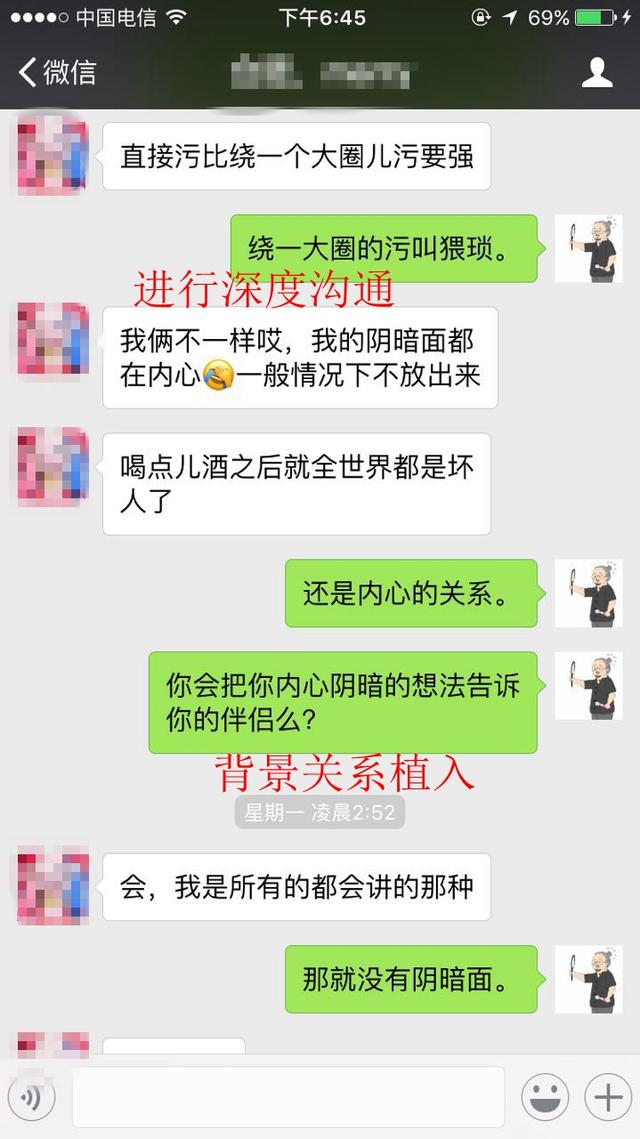 中国电信 下午6:45 69%
微信
直接污比绕一个大圈儿污要强
绕一大圈的污叫猥琐。
进行深度沟通
我俩不一样哎，我的阴暗面都
在内心🤣一般情况下不放出来
喝点儿酒之后就全世界都是坏
人了
还是内心的关系。
你会把你内心阴暗的想法告诉
你的伴侣么？
背景关系植入
星期一 凌晨2:52
会，我是所有的都会讲的那种
那就没有阴暗面。